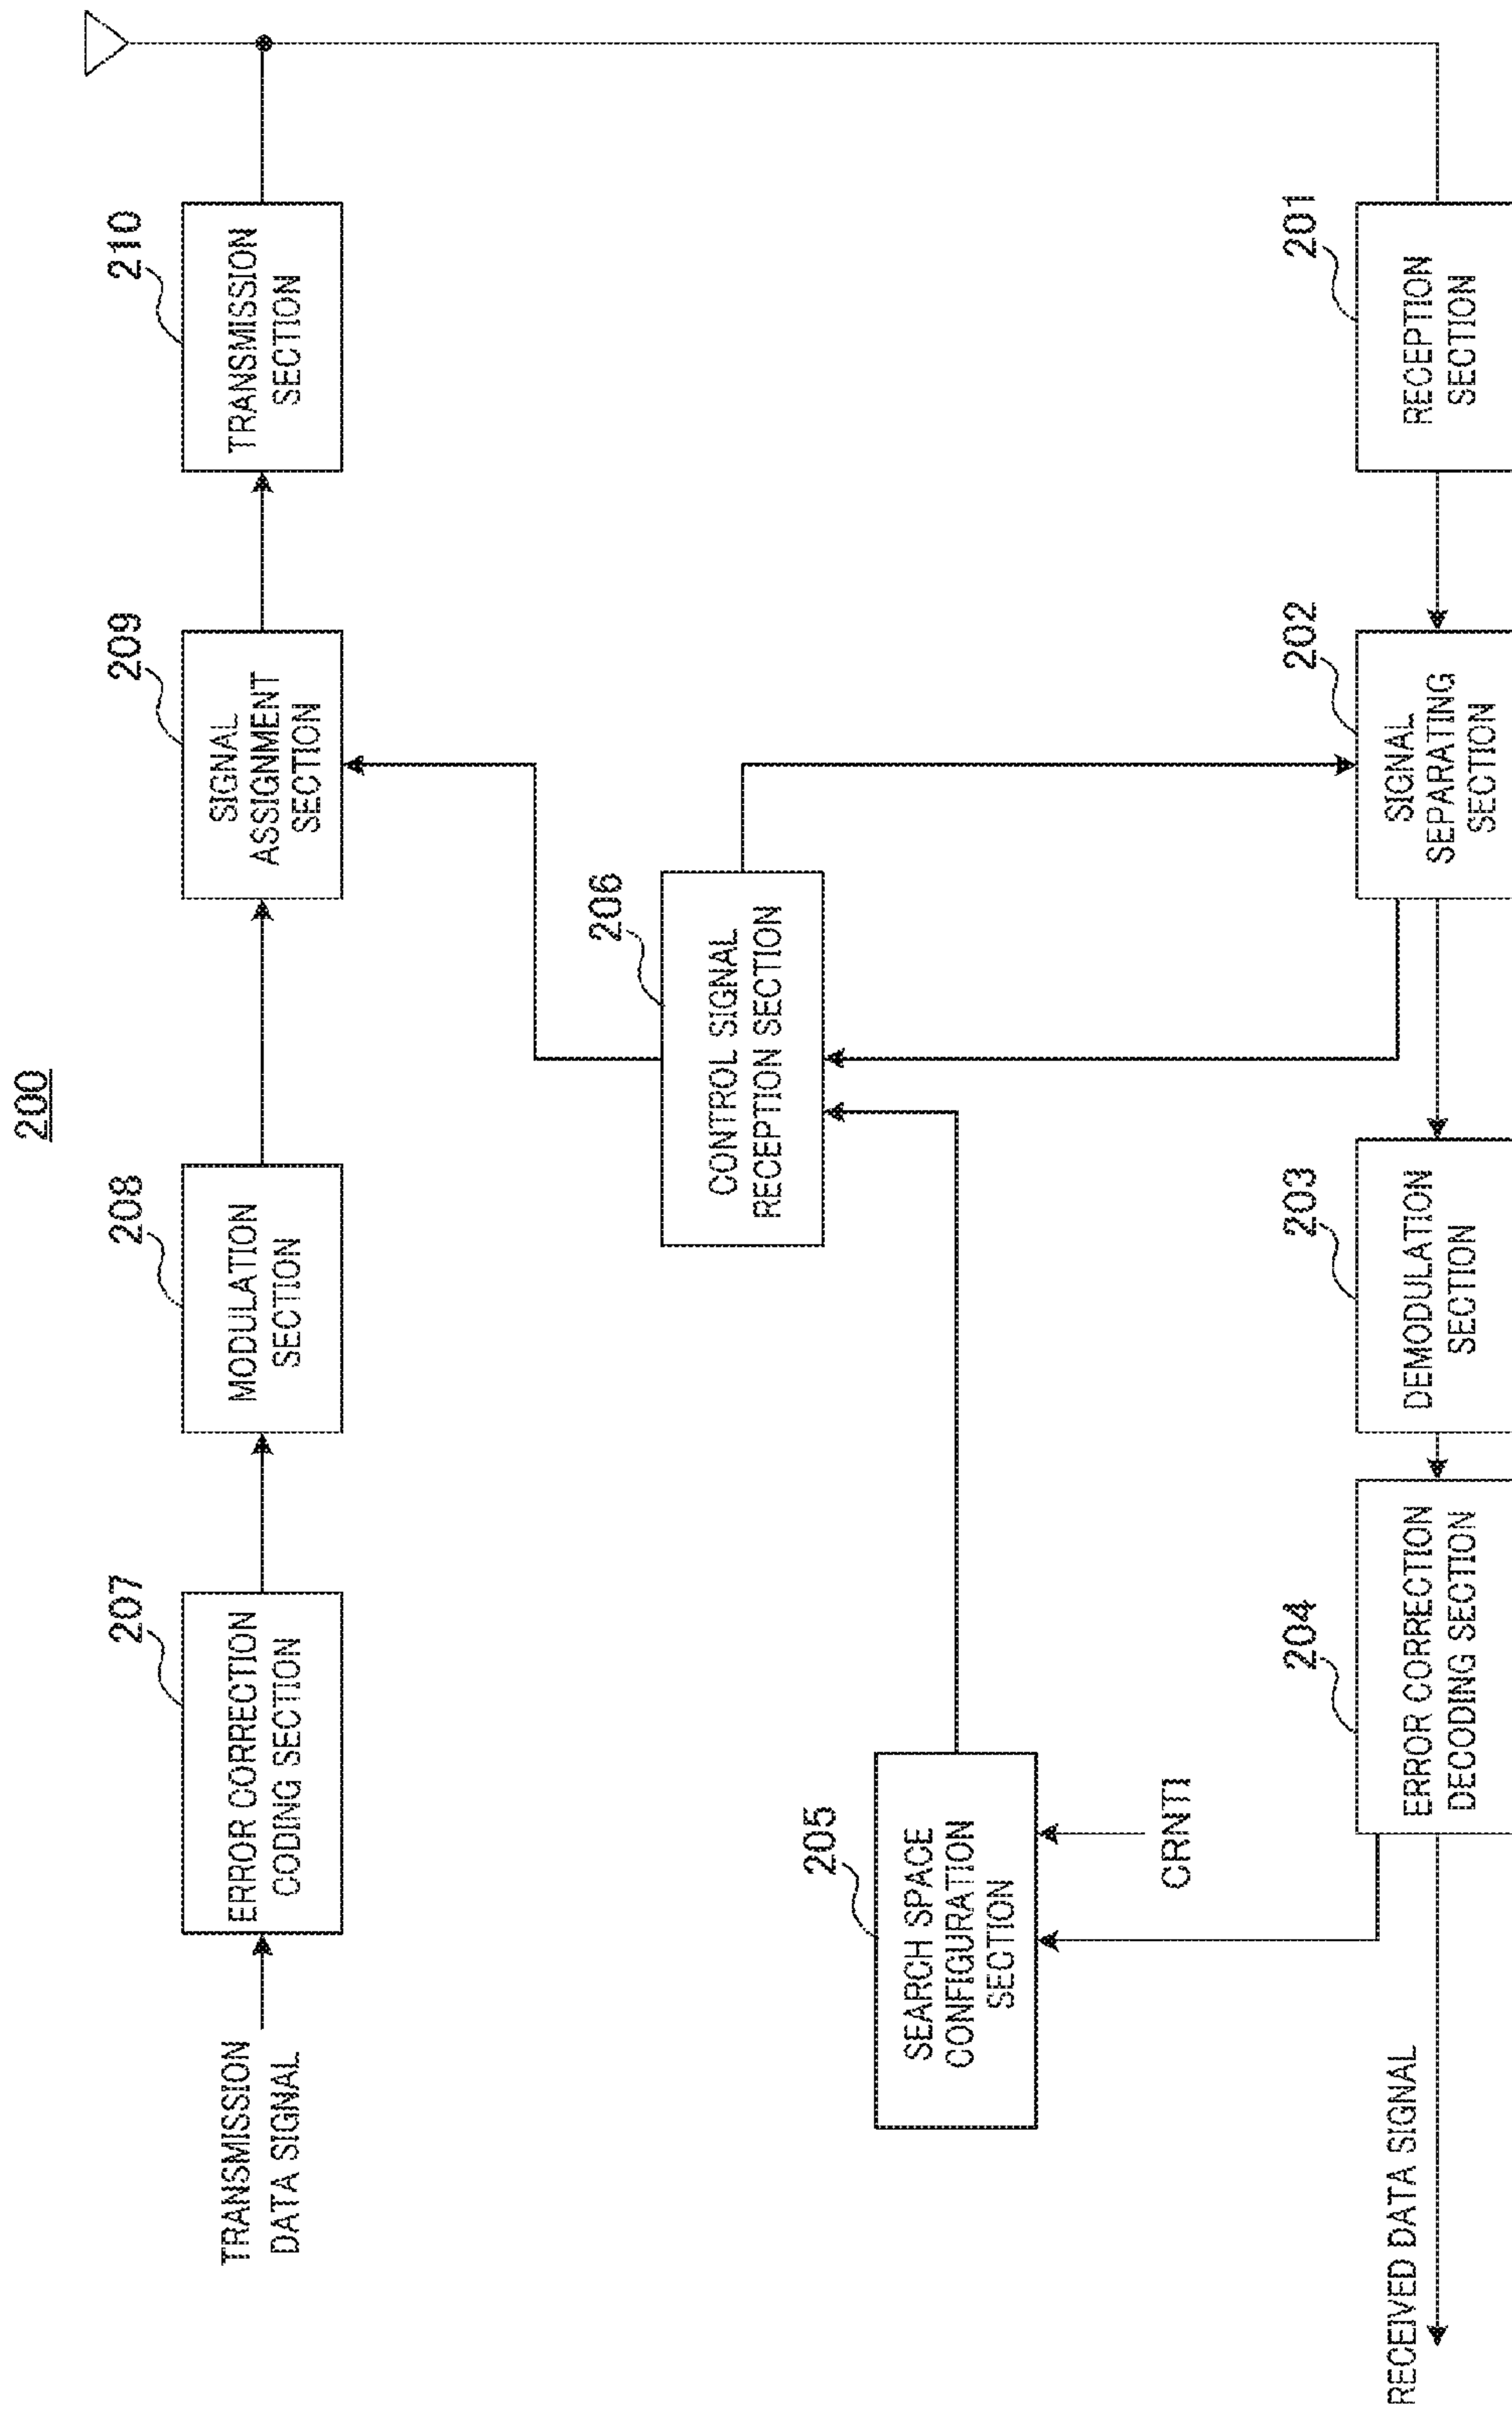 200
TRANSMISSION
DATA SIGNAL
207
ERROR CORRECTION
CODING SECTION
208
MODULATION
SECTION
209
SIGNAL
ASSIGNMENT
SECTION
210
TRANSMISSION
SECTION
206
CONTROL SIGNAL
RECEPTION SECTION
205
SEARCH SPACE
CONFIGURATION
SECTION
CRNTI
RECEIVED DATA SIGNAL
204
ERROR CORRECTION
DECODING SECTION
203
DEMODULATION
SECTION
202
SIGNAL
SEPARATING
SECTION
201
RECEPTION
SECTION